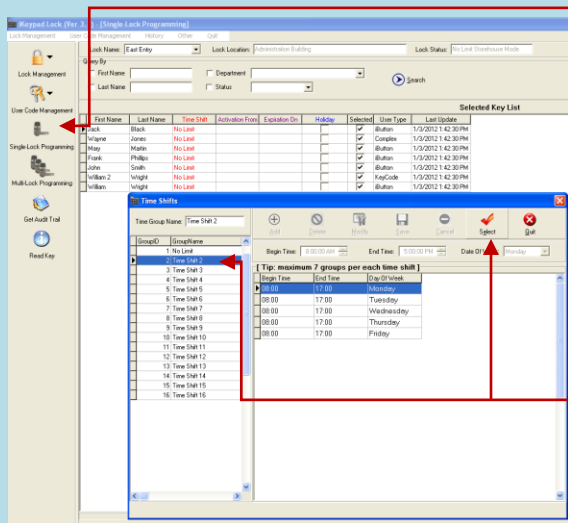 Keypad Lock (Ver 3. ) - [Single Lock Programming]
Lock Management User Code Management History Other Quit
Lock Name: East Entry Lock Location: Administration Building Lock Status: No Limit Storehouse Mode
Query By
First Name Department Search
Last Name Status
Selected Key List
First Name Last Name Time Shift Activation From Expiration On Holiday Selected User Type Last Update
Jack Black No Limit iButton 1/3/2012 1:42:30 PM
Wayne Jones No Limit Complex 1/3/2012 1:42:30 PM
May Martin No Limit iButton 1/3/2012 1:42:30 PM
Frank Phillips No Limit iButton 1/3/2012 1:42:30 PM
John Smith No Limit iButton 1/3/2012 1:42:30 PM
William 2 Wright No Limit KeyCode 1/3/2012 1:42:30 PM
William Wright No Limit iButton 1/3/2012 1:42:30 PM
Lock Management
User Code Management
Single-Lock Programming
Multi-Lock Programming
Get Audit Trail
Read Key
Time Shifts
Time Group Name: Time Shift 2
Add Delete Modify Save Cancel Select Quit
GroupID GroupName
1 No Limit
2 Time Shift 2
3 Time Shift 3
4 Time Shift 4
5 Time Shift 5
6 Time Shift 6
7 Time Shift 7
8 Time Shift 8
9 Time Shift 9
10 Time Shift 10
11 Time Shift 11
12 Time Shift 12
13 Time Shift 13
14 Time Shift 14
15 Time Shift 15
16 Time Shift 16
Begin Time: 8:00:00 AM End Time: 5:00:00 PM Date Of Monday
[ Tip: maximum 7 groups per each time shift ]
Begin Time End Time Day Of Week
08:00 17:00 Monday
08:00 17:00 Tuesday
08:00 17:00 Wednesday
08:00 17:00 Thursday
08:00 17:00 Friday